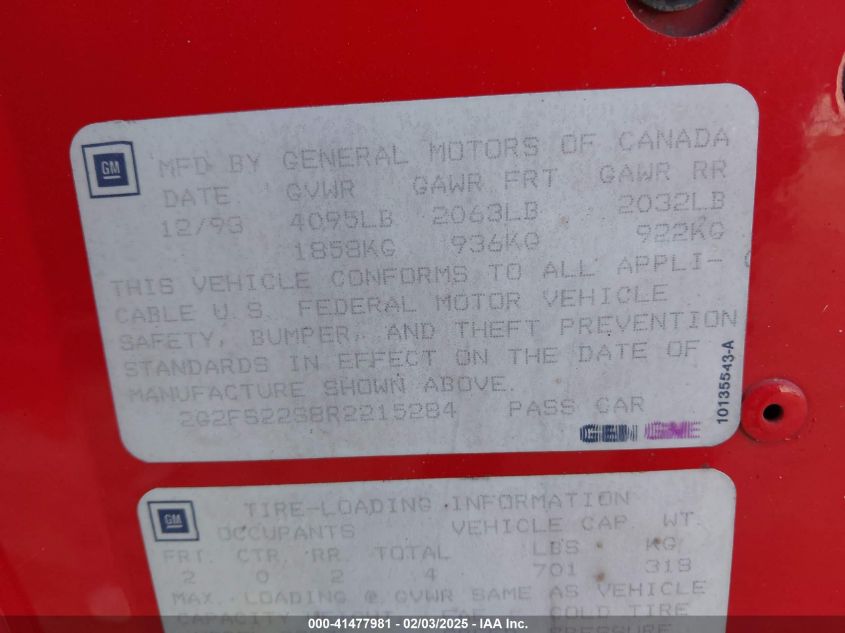 GM
MFD BY GENERAL MOTORS OF CANADA
DATE GVWR GAWR FRT GAWR RR
12/93 4095LB 2063LB 2032LB
1858KG 936KG 922KG
THIS VEHICLE CONFORMS TO ALL APPLI-
CABLE U.S. FEDERAL MOTOR VEHICLE
SAFETY, BUMPER, AND THEFT PREVENTION
STANDARDS IN EFFECT ON THE DATE OF
MANUFACTURE SHOWN ABOVE.
2G2FS22S8R2215284 PASS CAR
10135543-A
GM
TIRE-LOADING INFORMATION
OCCUPANTS VEHICLE CAP. WT.
FRT. CTR. RR. TOTAL LBS. KG
2 0 2 4 701 318
MAX. LOADING @ GVWR SAME AS VEHICLE
CAPACITY WEIGHT COLD TIRE
PRESSURE
000-41477981 - 02/03/2025 - IAA Inc.